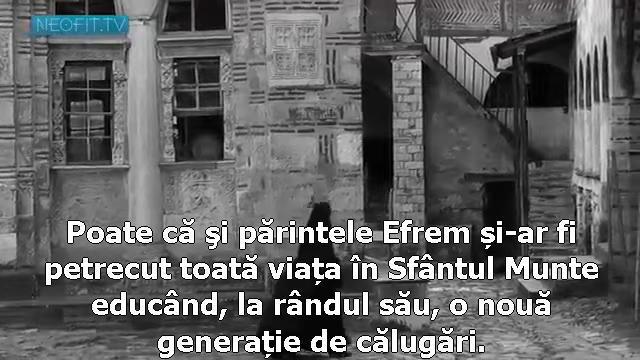 NEOFIT.TV
Poate că şi părintele Efrem și-ar fi
petrecut toată viața în Sfântul Munte
educând, la rândul său, o nouă
generație de călugări.